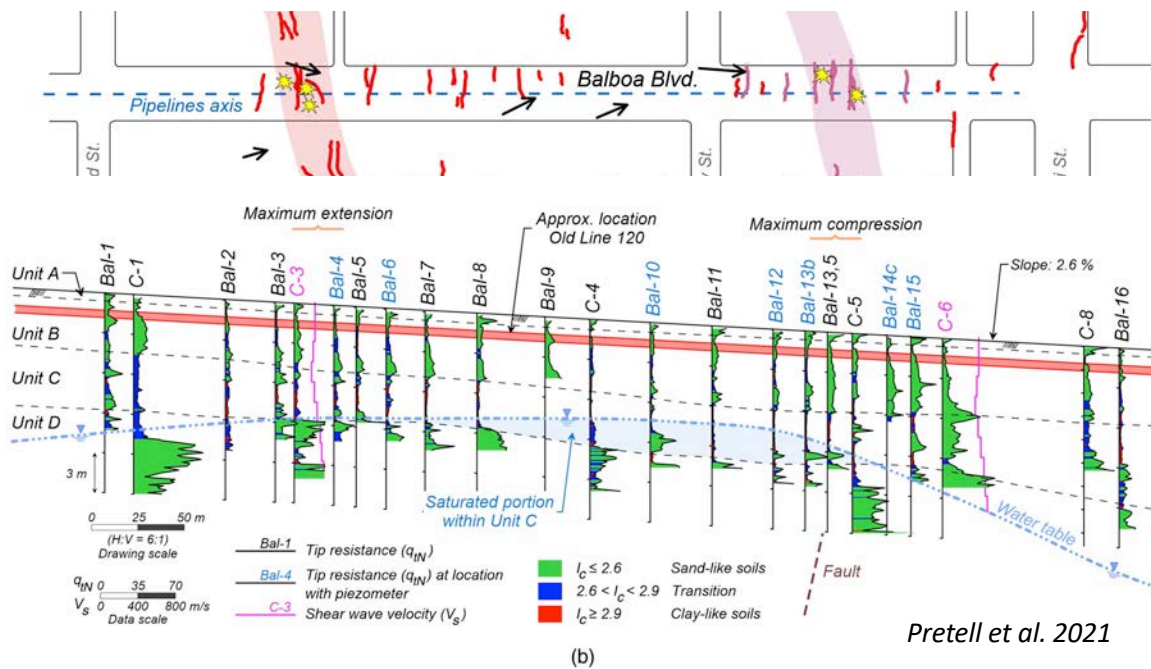 Balboa Blvd.
Pipelines axis
d St.
y St.
i St.
Maximum extension
Approx. location
Old Line 120
Maximum compression
Slope: 2.6 %
Unit A
Unit B
Unit C
Unit D
Bal-1
C-1
Bal-2
Bal-3
C-3
Bal-4
Bal-5
Bal-6
Bal-7
Bal-8
Bal-9
C-4
Bal-10
Bal-11
Bal-12
Bal-13b
Bal-13,5
C-5
Bal-14c
Bal-15
C-6
C-8
Bal-16
3 m
Saturated portion
within Unit C
Water table
Fault
0 25 50 m
(H:V = 6:1)
Drawing scale
qtN 0 35 70
Vs 0 400 800 m/s
Data scale
Bal-1 Tip resistance (qtN)
Bal-4 Tip resistance (qtN) at location
with piezometer
C-3 Shear wave velocity (Vs)
Ic ≤ 2.6 Sand-like soils
2.6 < Ic < 2.9 Transition
Ic ≥ 2.9 Clay-like soils
Pretell et al. 2021
(b)